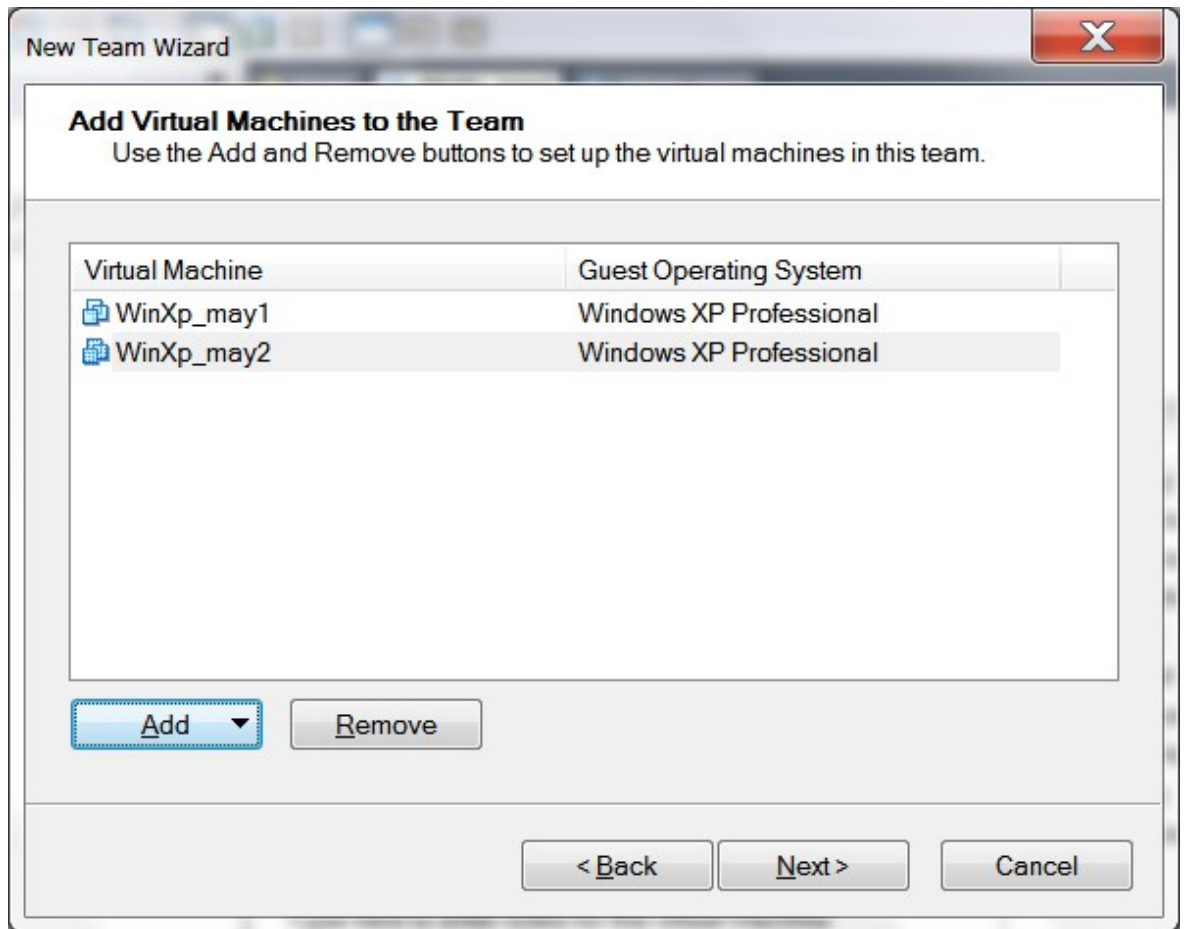 New Team Wizard
Add Virtual Machines to the Team
Use the Add and Remove buttons to set up the virtual machines in this team.
Virtual Machine Guest Operating System
WinXp_may1 Windows XP Professional
WinXp_may2 Windows XP Professional
Add Remove
< Back Next > Cancel